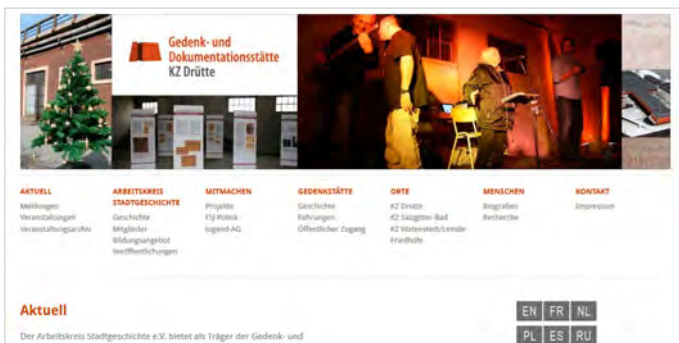 Gedenk- und
Dokumentationsstätte
KZ Drütte
AKTUELL
Meldungen
Veranstaltungen
Veranstaltungsarchiv
ARBEITSKREIS
STADTGESCHICHTE
Geschichte
Mitglieder
Bildungsangebot
Veröffentlichungen
MITMACHEN
Projekte
FSJ Politik
Jugend-AG
GEDENKSTÄTTE
Geschichte
Führungen
Öffentlicher Zugang
ORTE
KZ Drütte
KZ Salzgitter-Bad
KZ Watenstedt/Leinde
Friedhöfe
MENSCHEN
Biografien
Recherche
KONTAKT
Impressum
Aktuell
Der Arbeitskreis Stadtgeschichte e.V. bietet als Träger der Gedenk- und
EN FR NL
PL ES RU